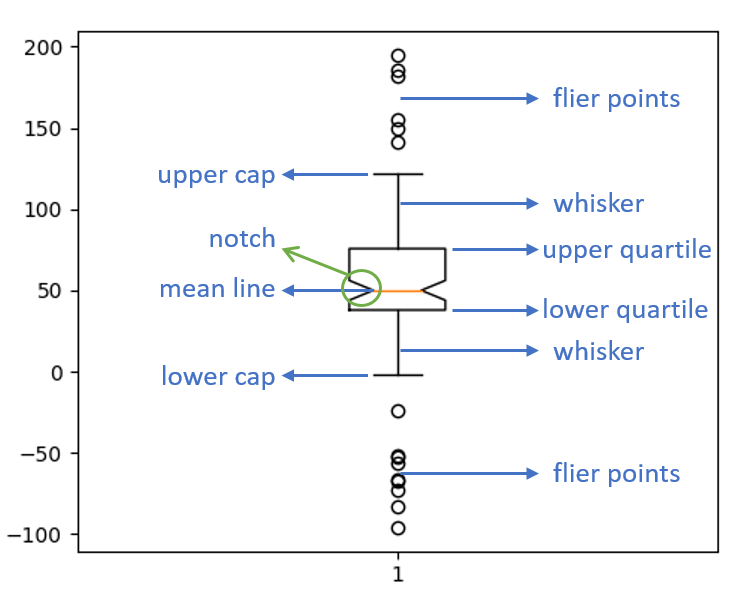 200
flier points
150
upper cap
whisker
100
notch
upper quartile
mean line
50
lower quartile
whisker
0
lower cap
−50
flier points
−100
1